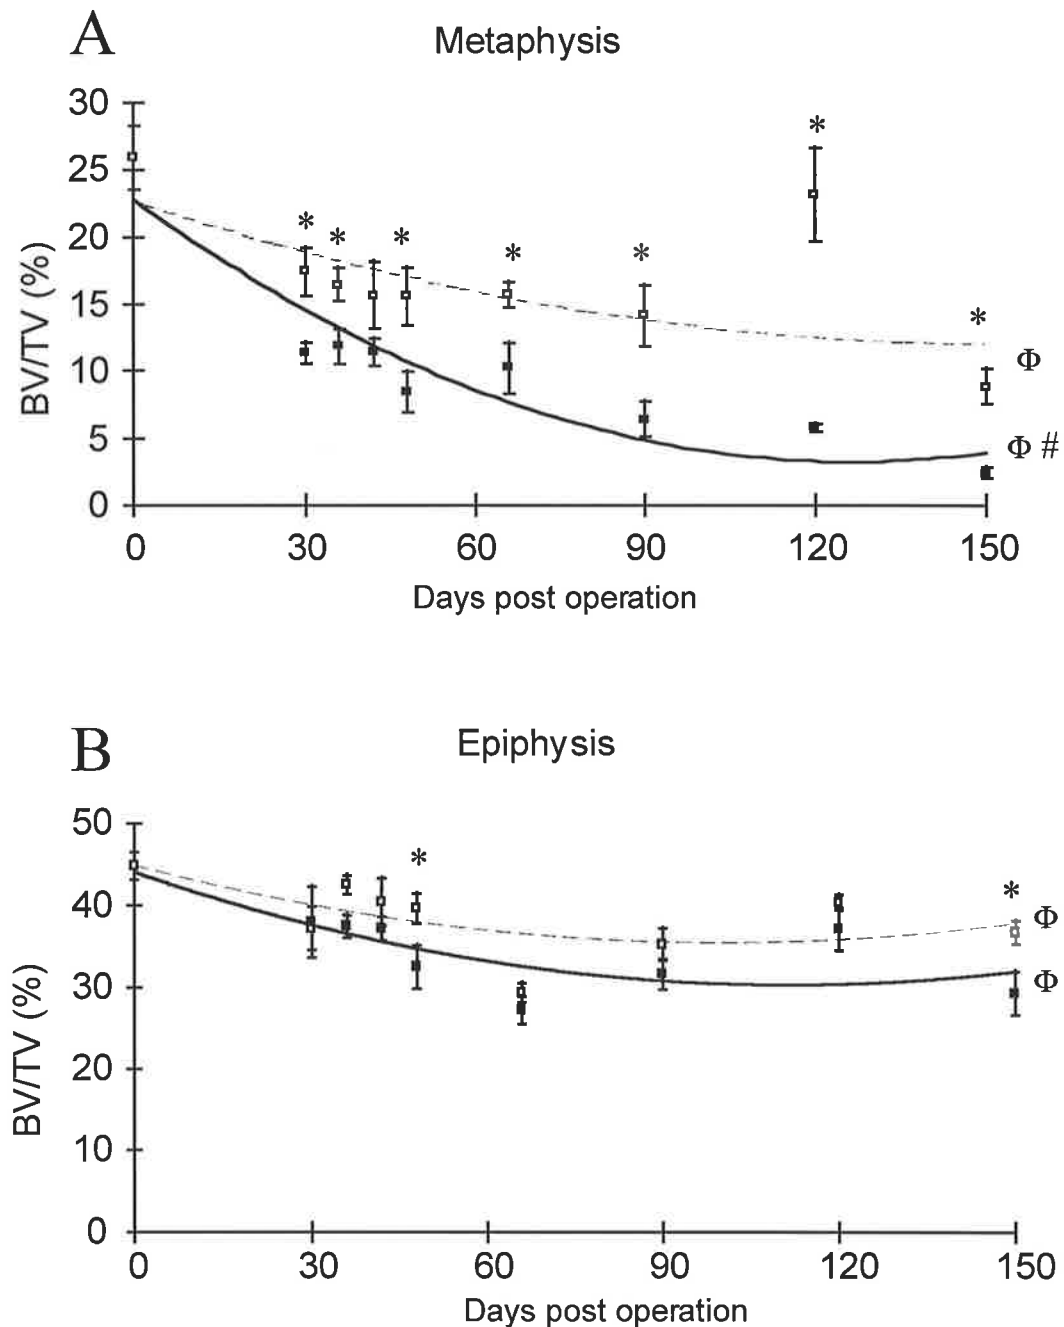 A
Metaphysis
BV/TV (%)
30
25
20
15
10
5
0
* * * * * * *
Φ
Φ #
0 30 60 90 120 150
Days post operation
B
Epiphysis
BV/TV (%)
50
40
30
20
10
0
* *
Φ
Φ
0 30 60 90 120 150
Days post operation